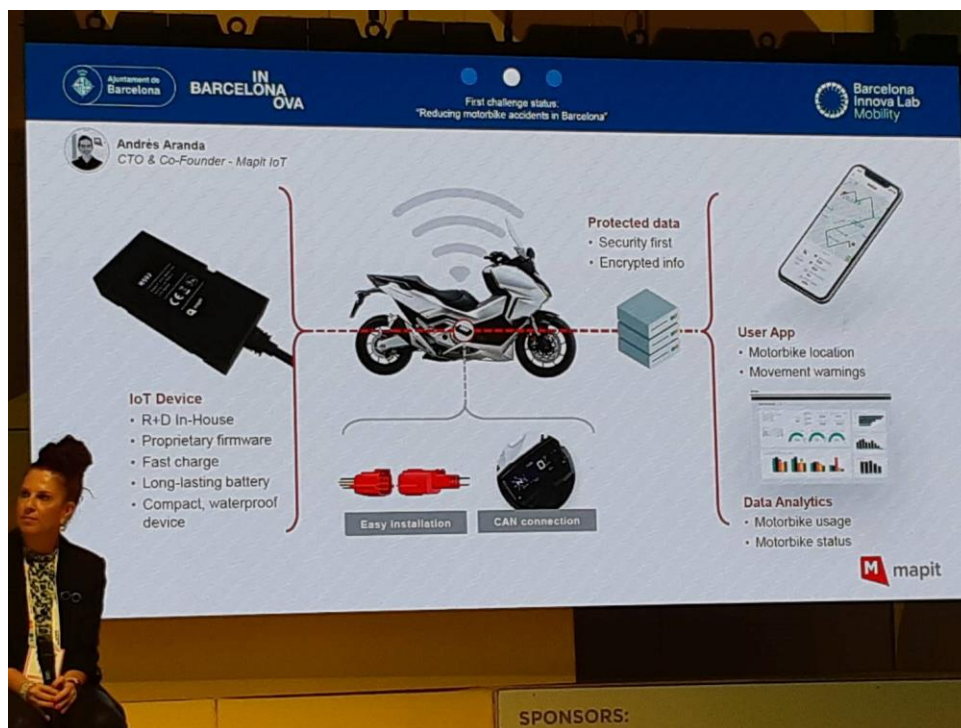 Ajuntament de
Barcelona
IN
BARCELONA
OVA
First challenge status.
"Reducing motorbike accidents in Barcelona"
Barcelona
Innova Lab
Mobility
Andrés Aranda
CTO & Co-Founder - Mapit IoT
IoT Device
• R+D In-House
• Proprietary firmware
• Fast charge
• Long-lasting battery
• Compact, waterproof
device
Easy Installation
CAN connection
Protected data
• Security first
• Encrypted info
User App
• Motorbike location
• Movement warnings
Data Analytics
• Motorbike usage
• Motorbike status
M mapit
SPONSORS: